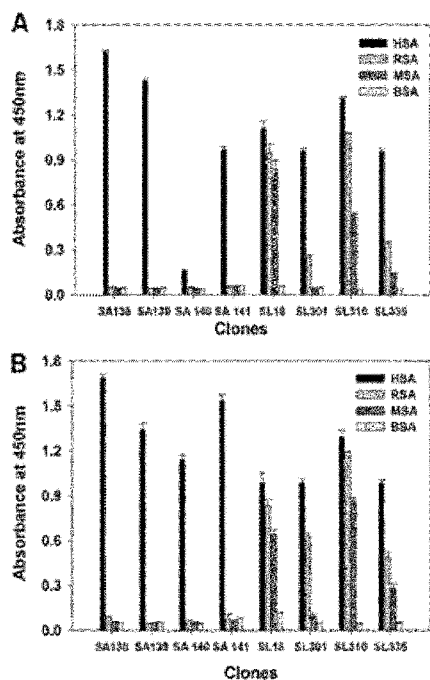 A
1.8
1.5
1.2
0.9
0.3
0.0
Absorbance at 450nm
HSA
RSA
MSA
BSA
SA138 SA139 SA 140 SA 141 SL18 SL301 SL310 SL335
Clones
B
1.8
1.5
1.2
0.9
0.6
0.3
0.0
Absorbance at 450nm
HSA
RSA
MSA
BSA
SA138 SA139 SA 140 SA 141 SL18 SL301 SL310 SL335
Clones